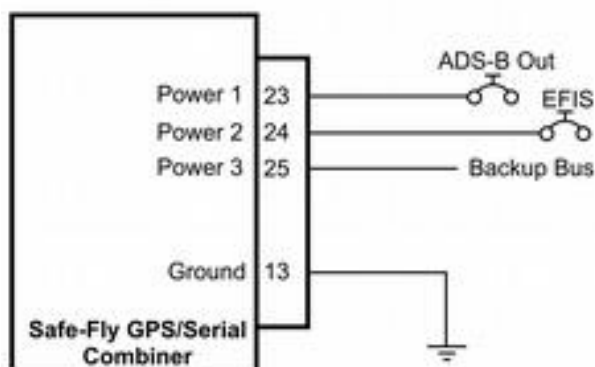 ADS-B Out
Power 1 23
EFIS
Power 2 24
Power 3 25 Backup Bus
Ground 13
Safe-Fly GPS/Serial
Combiner